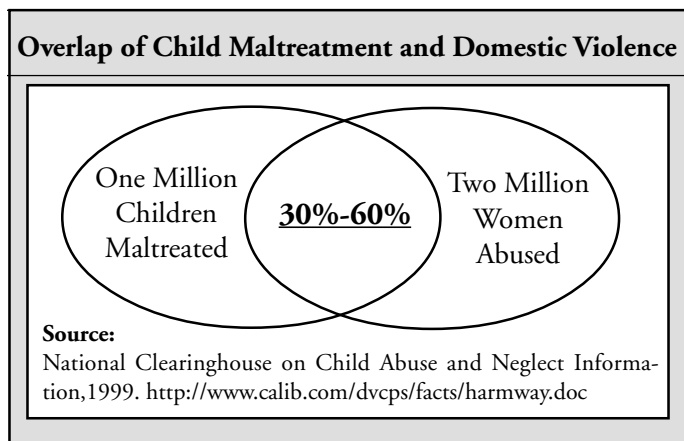 Overlap of Child Maltreatment and Domestic Violence
One Million
Children
Maltreated
30%-60%
Two Million
Women
Abused
Source:
National Clearinghouse on Child Abuse and Neglect Informa-
tion,1999. http://www.calib.com/dvcps/facts/harmway.doc